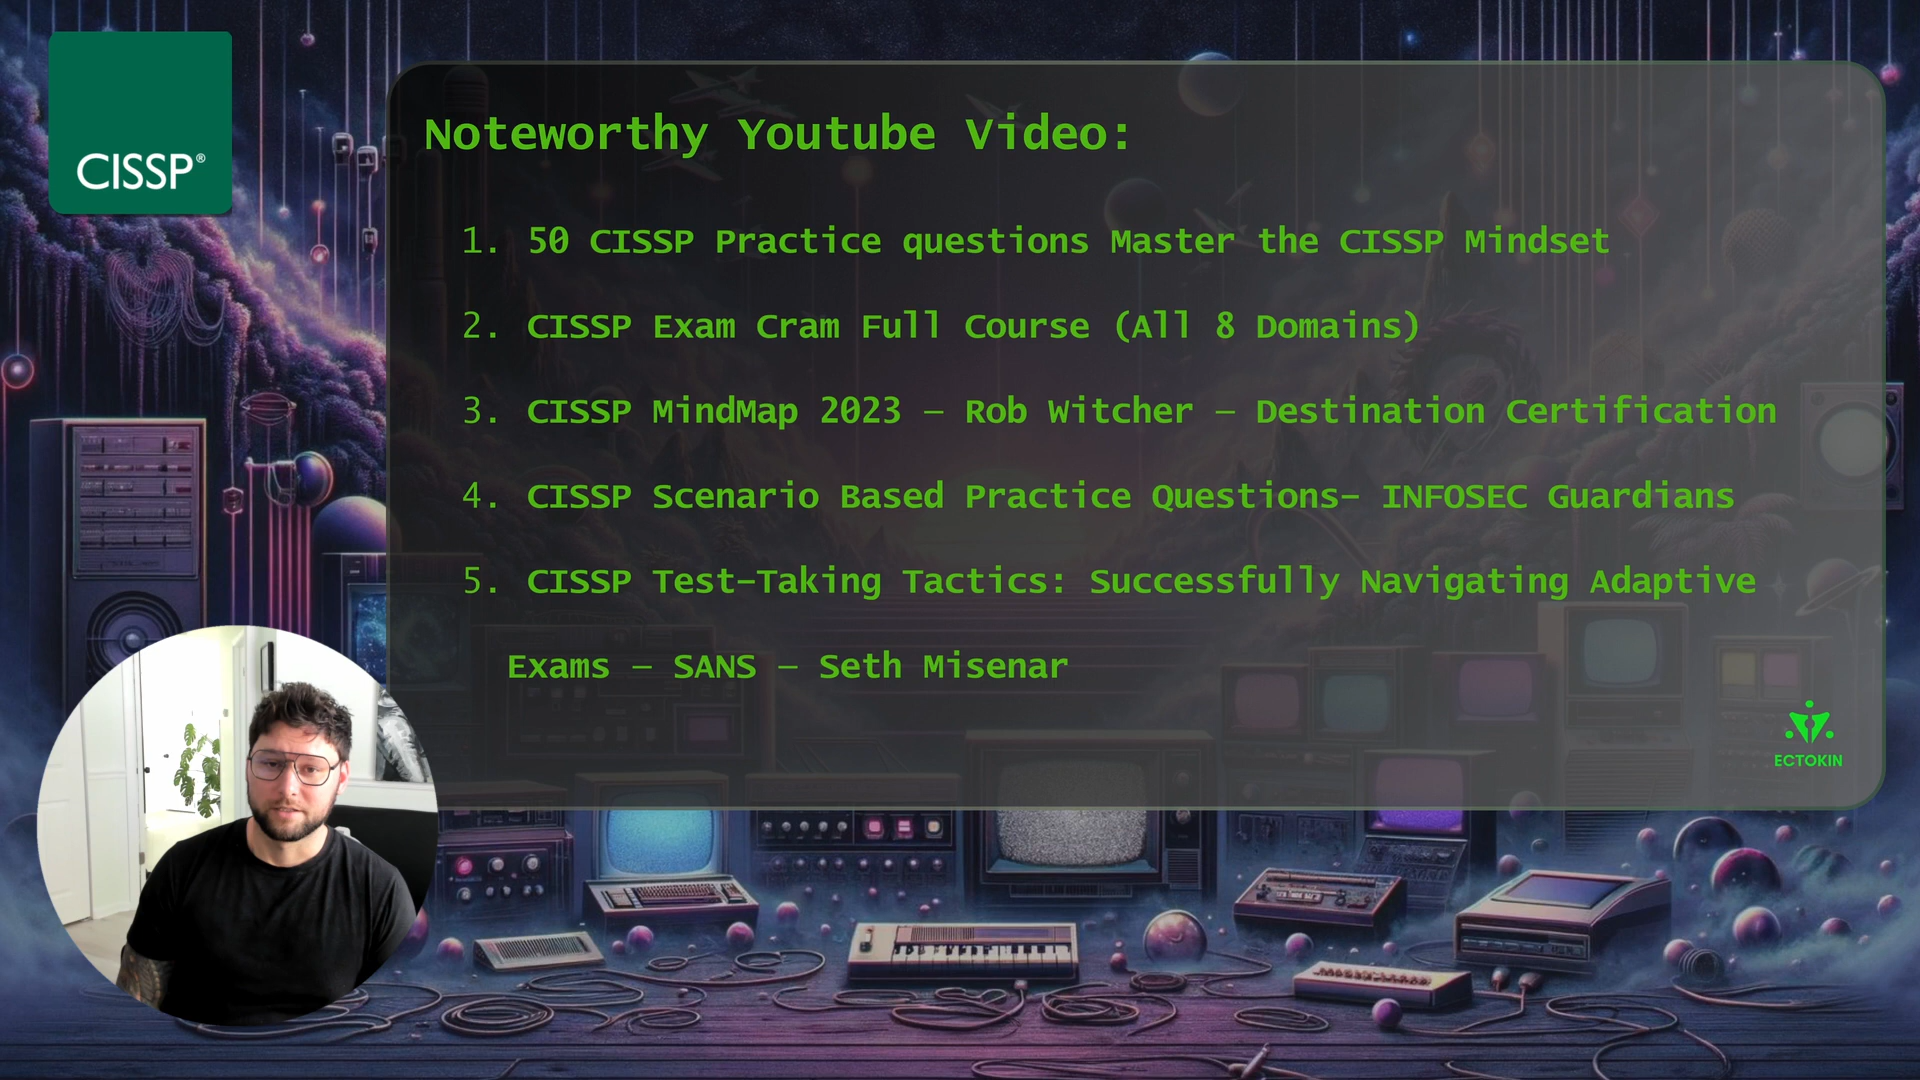 CISSP®
Noteworthy Youtube Video:
1. 50 CISSP Practice questions Master the CISSP Mindset
2. CISSP Exam Cram Full Course (All 8 Domains)
3. CISSP MindMap 2023 – Rob Witcher – Destination Certification
4. CISSP Scenario Based Practice Questions- INFOSEC Guardians
5. CISSP Test-Taking Tactics: Successfully Navigating Adaptive
Exams – SANS – Seth Misenar
ECTOKIN